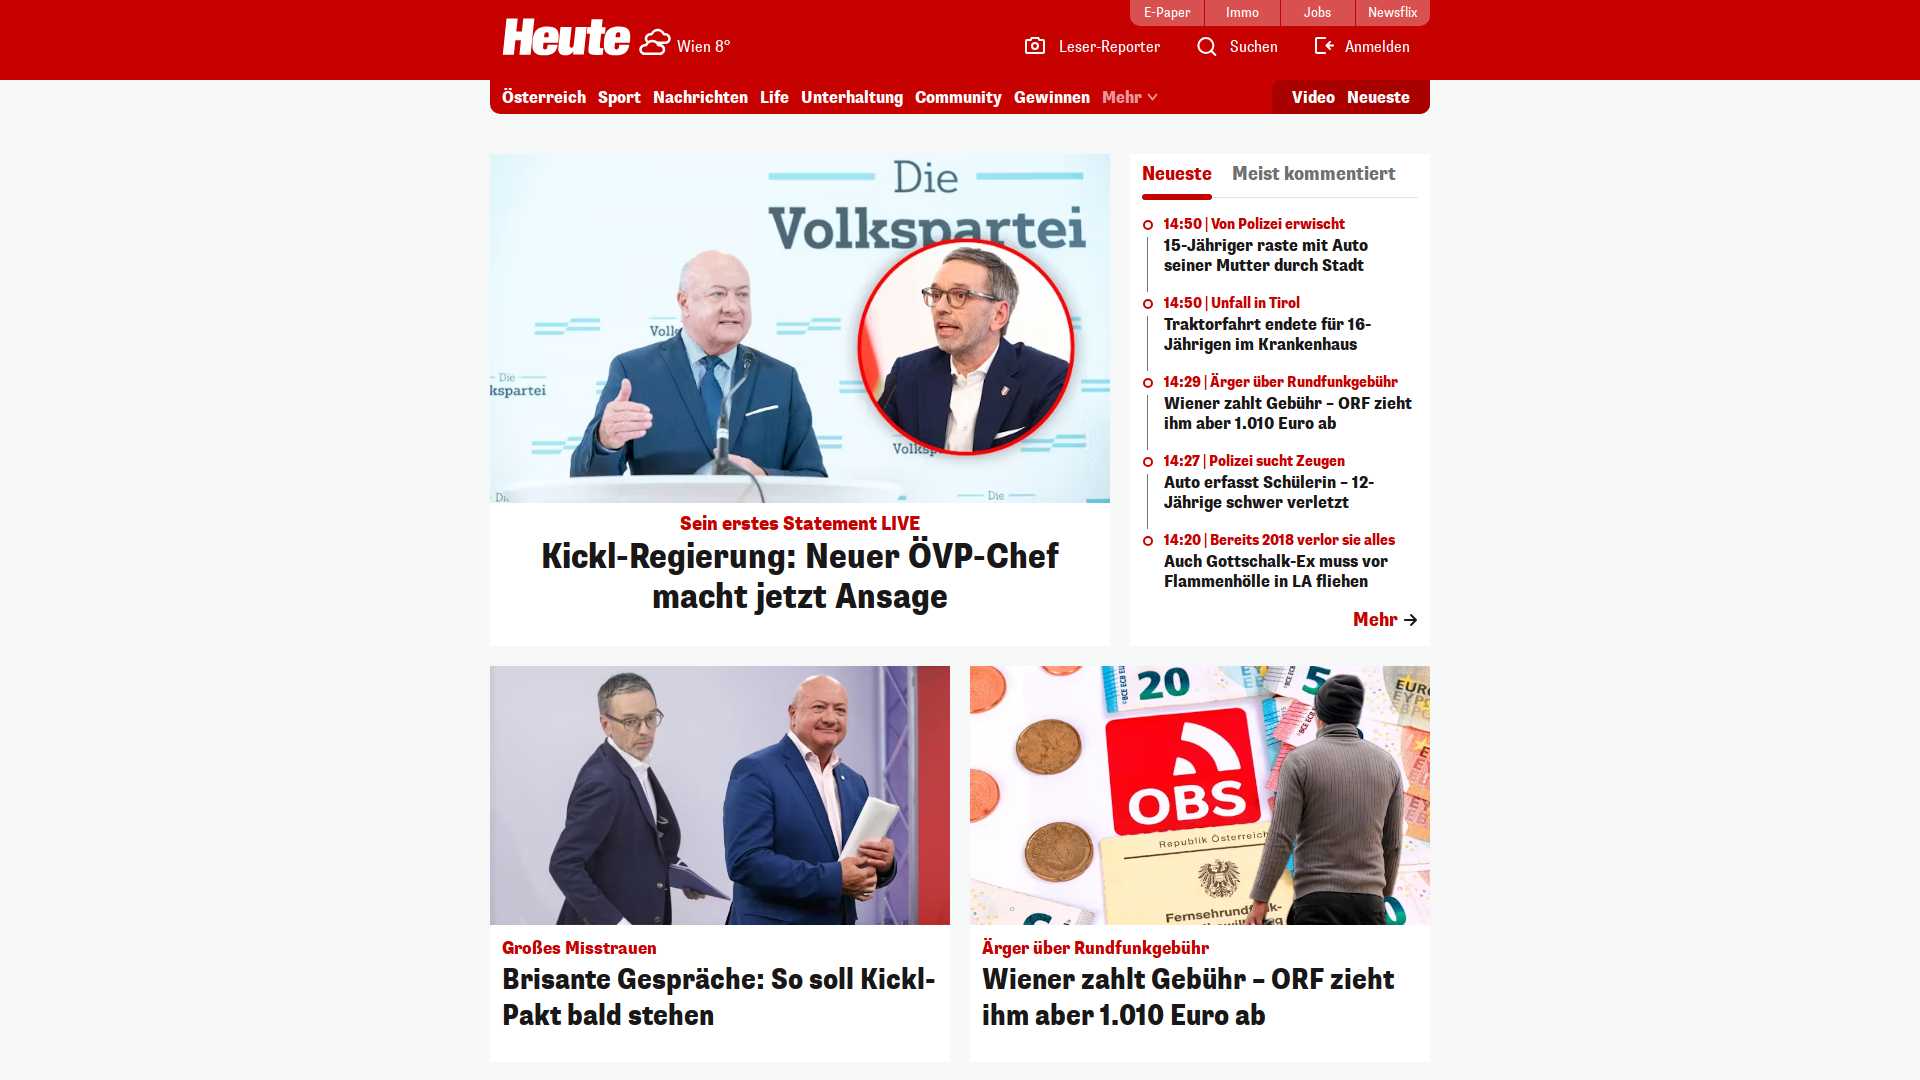 E-Paper
Immo
Jobs
Newsflix
Heute
Wien 8°
Leser-Reporter
Suchen
Anmelden
Österreich
Sport
Nachrichten
Life
Unterhaltung
Community
Gewinnen
Mehr
Video
Neueste
Die
Volkspartei
Die
kspartei
Die
Sein erstes Statement LIVE
Kickl-Regierung: Neuer ÖVP-Chef
macht jetzt Ansage
Neueste
Meist kommentiert
14:50 | Von Polizei erwischt
15-Jähriger raste mit Auto
seiner Mutter durch Stadt
14:50 | Unfall in Tirol
Traktorfahrt endete für 16-
Jährigen im Krankenhaus
14:29 | Ärger über Rundfunkgebühr
Wiener zahlt Gebühr – ORF zieht
ihm aber 1.010 Euro ab
14:27 | Polizei sucht Zeugen
Auto erfasst Schülerin – 12-
Jährige schwer verletzt
14:20 | Bereits 2018 verlor sie alles
Auch Gottschalk-Ex muss vor
Flammenhölle in LA fliehen
Mehr
Großes Misstrauen
Brisante Gespräche: So soll Kickl-
Pakt bald stehen
20
5
OBS
Republik Österreich
Ärger über Rundfunkgebühr
Wiener zahlt Gebühr – ORF zieht
ihm aber 1.010 Euro ab